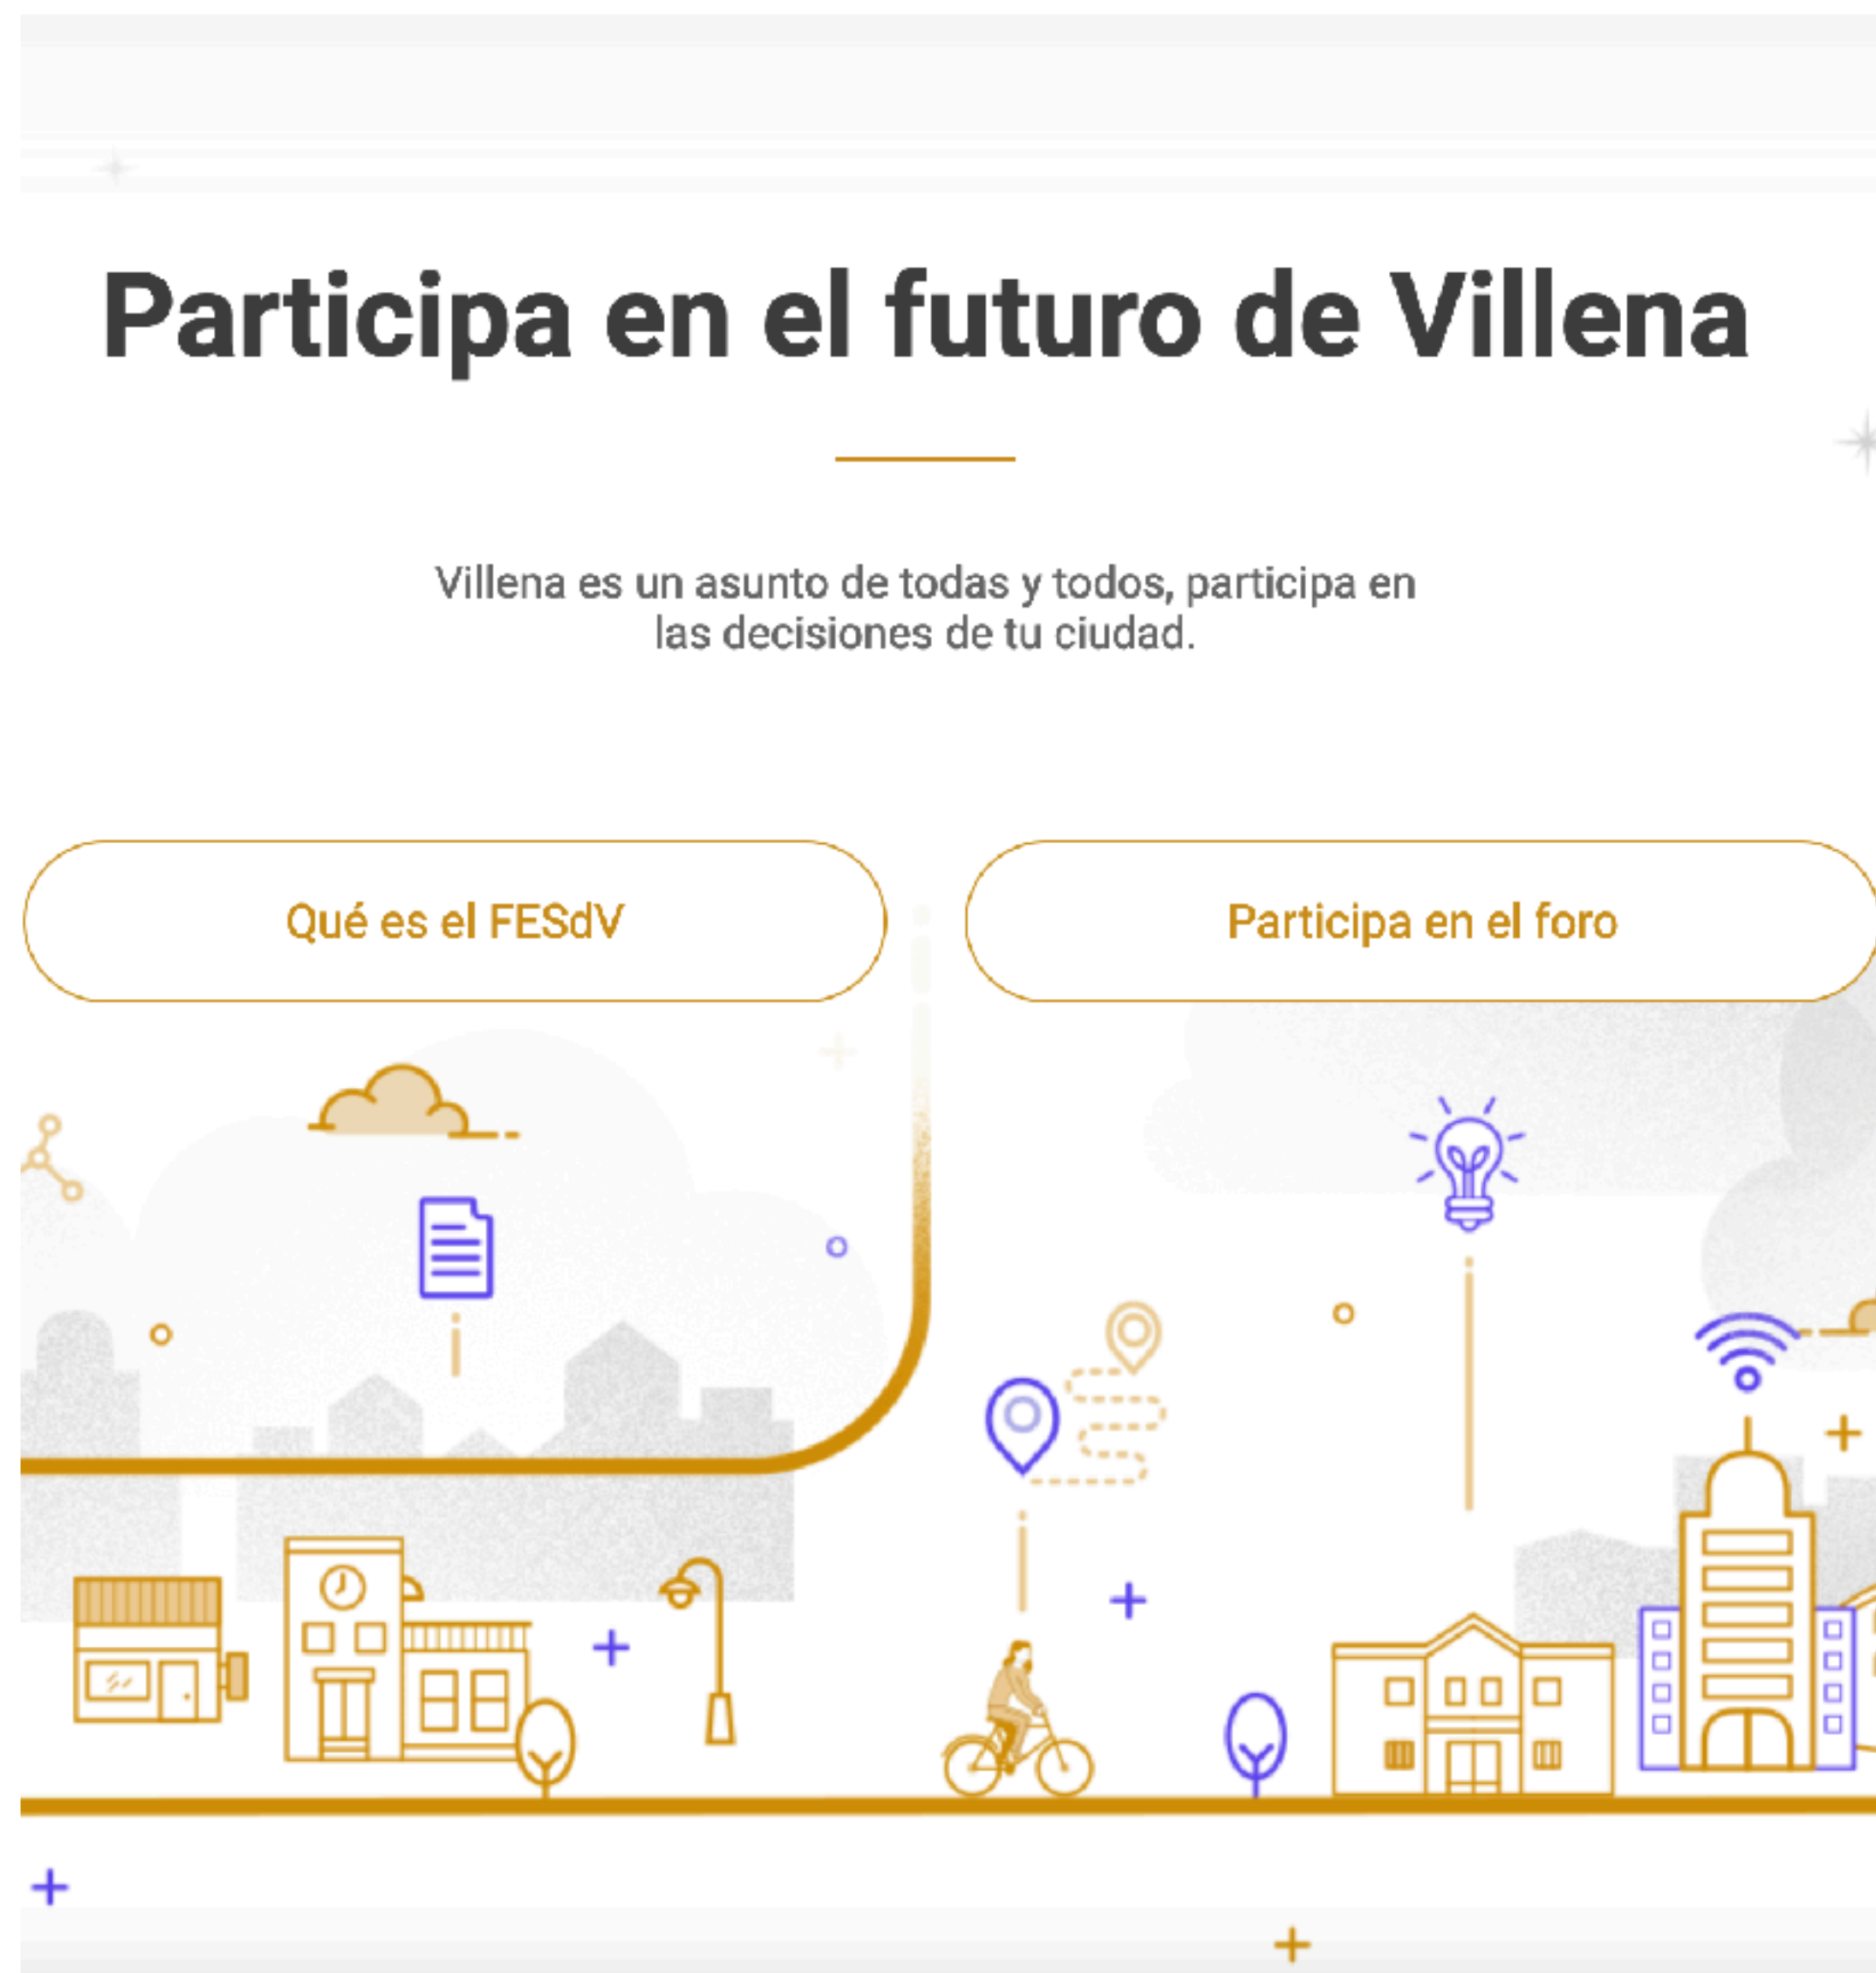 Participa en el futuro de Villena
Villena es un asunto de todas y todos, participa en
las decisiones de tu ciudad.
Qué es el FESdV
Participa en el foro